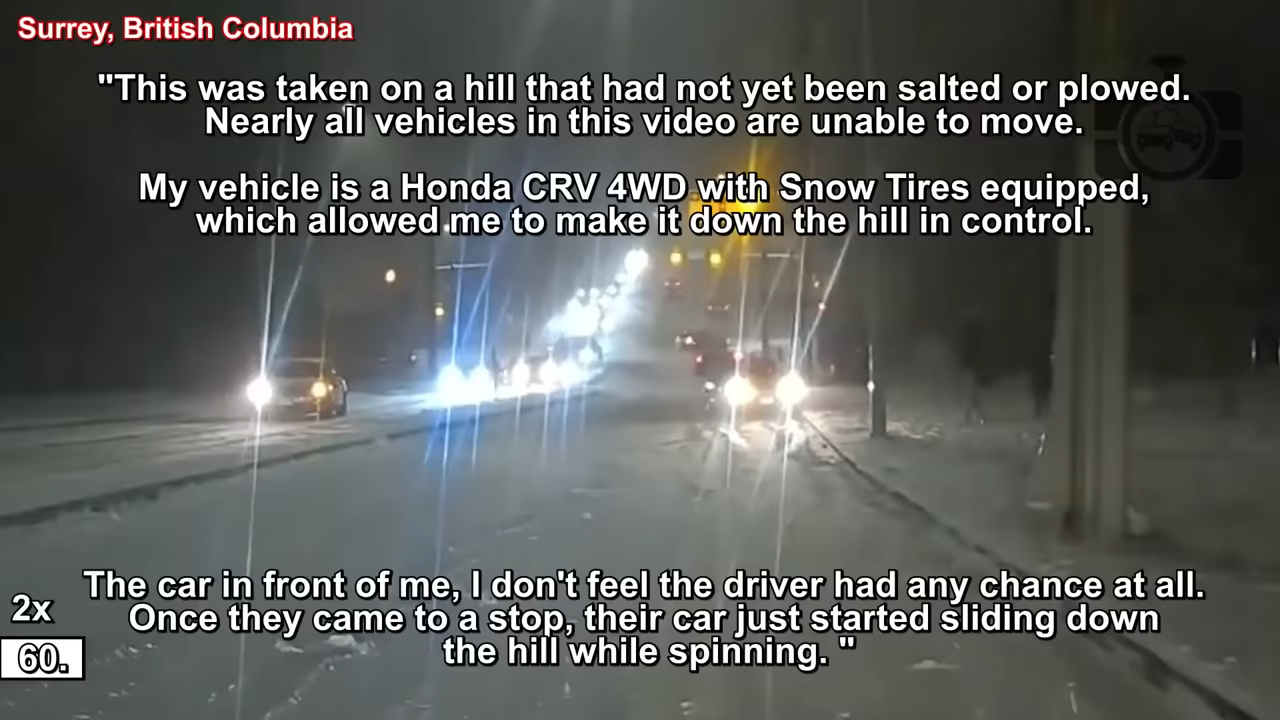 Surrey, British Columbia
"This was taken on a hill that had not yet been salted or plowed.
Nearly all vehicles in this video are unable to move.
My vehicle is a Honda CRV 4WD with Snow Tires equipped,
which allowed me to make it down the hill in control.
The car in front of me, I don't feel the driver had any chance at all.
Once they came to a stop, their car just started sliding down
the hill while spinning. "
2x
60.